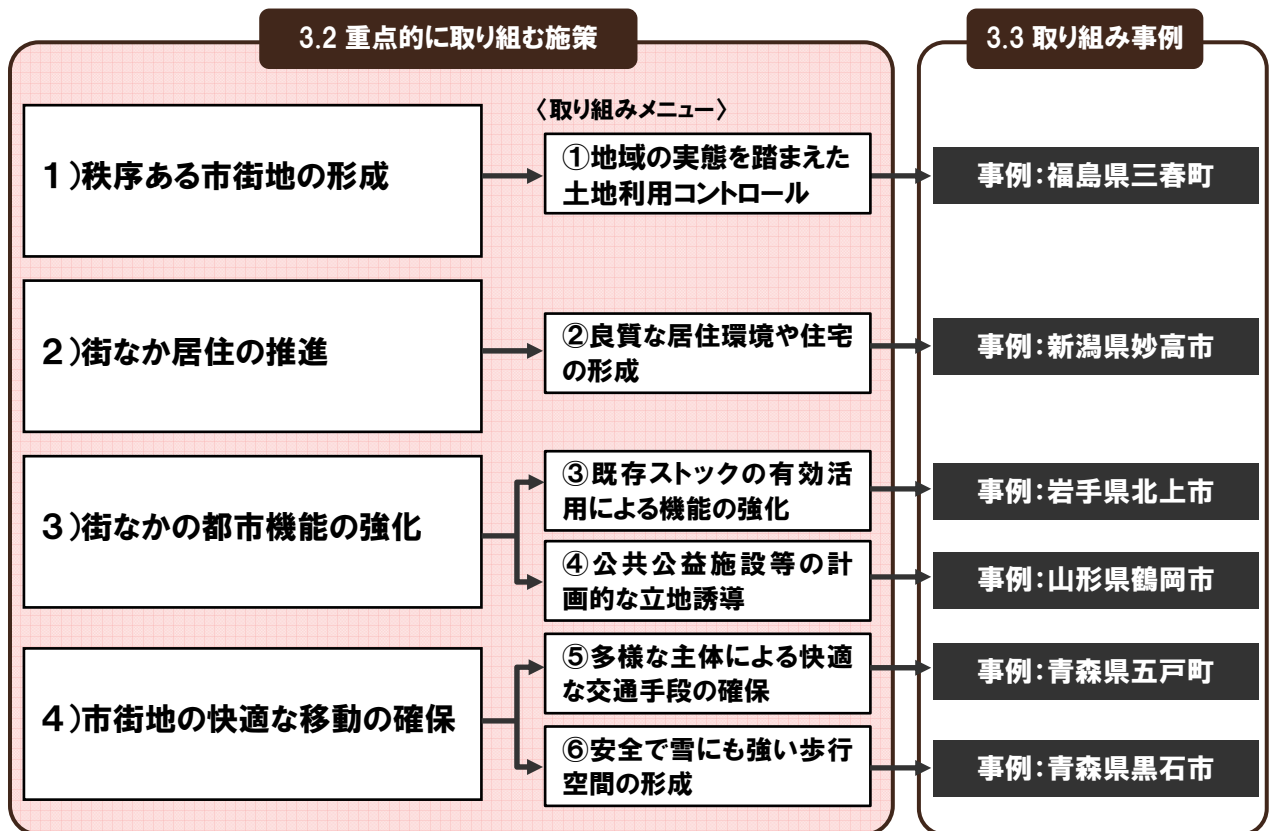 3.2 重点的に取り組む施策
3.3 取り組み事例
〈取り組みメニュー〉
1)秩序ある市街地の形成
①地域の実態を踏まえた
土地利用コントロール
事例:福島県三春町
2)街なか居住の推進
②良質な居住環境や住宅
の形成
事例:新潟県妙高市
3)街なかの都市機能の強化
③既存ストックの有効活
用による機能の強化
事例:岩手県北上市
④公共公益施設等の計
画的な立地誘導
事例:山形県鶴岡市
4)市街地の快適な移動の確保
⑤多様な主体による快適
な交通手段の確保
事例:青森県五戸町
⑥安全で雪にも強い歩行
空間の形成
事例:青森県黒石市